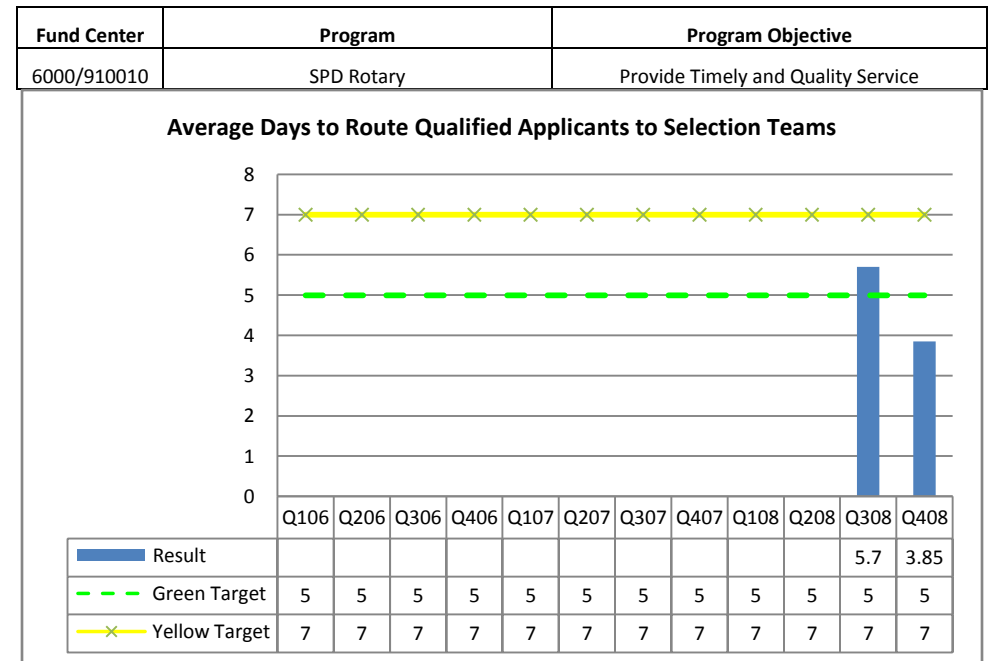 Fund Center Program Program Objective
6000/910010 SPD Rotary Provide Timely and Quality Service
Average Days to Route Qualified Applicants to Selection Teams
8
7
6
5
4
3
2
1
0
Q106 Q206 Q306 Q406 Q107 Q207 Q307 Q407 Q108 Q208 Q308 Q408
Result 5.7 3.85
Green Target 5 5 5 5 5 5 5 5 5 5 5 5
Yellow Target 7 7 7 7 7 7 7 7 7 7 7 7